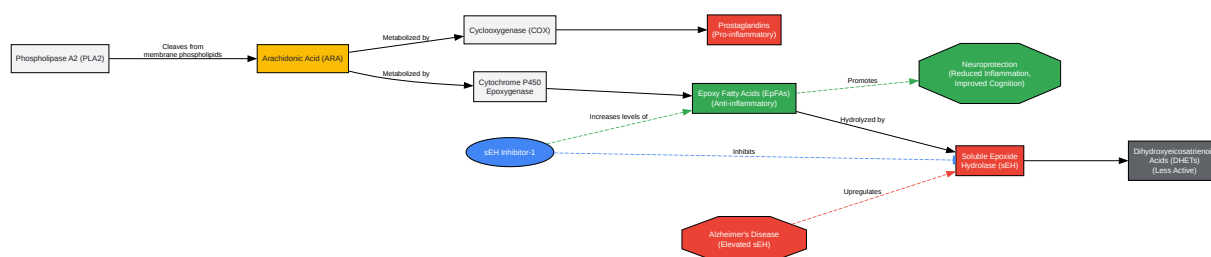 Phospholipase A2 (PLA2)
Cleaves from
membrane phospholipids
Arachidonic Acid (ARA)
Metabolized by
Cyclooxygenase (COX)
Prostaglandins
(Pro-inflammatory)
Metabolized by
Cytochrome P450
Epoxygenase
Epoxy Fatty Acids (EpFAs)
(Anti-inflammatory)
Promotes
Neuroprotection
(Reduced Inflammation,
Improved Cognition)
Increases levels of
Hydrolyzed by
sEH Inhibitor-1
Inhibits
Soluble Epoxide
Hydrolase (sEH)
Dihydroxyeicosatrienoi
Acids (DHETs)
(Less Active)
Upregulates
Alzheimer's Disease
(Elevated sEH)